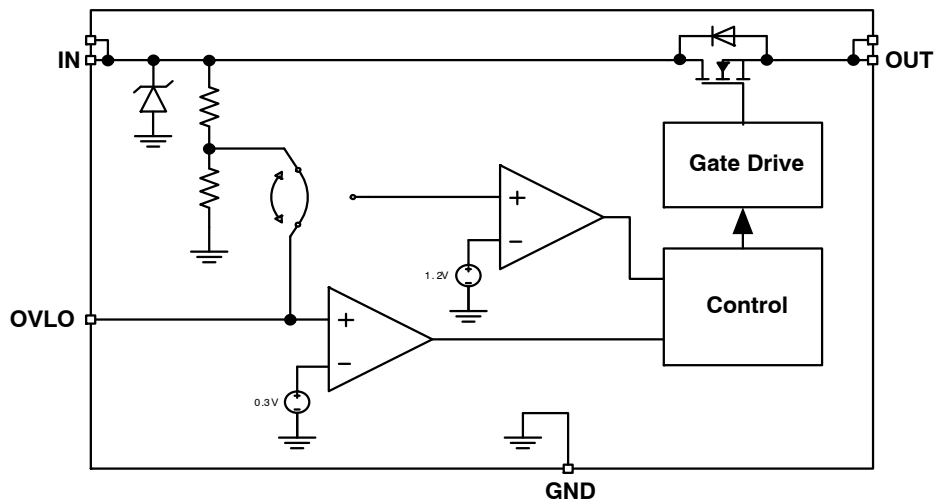 IN
OUT
Gate Drive
+
−
1.2V
+
−
Control
OVLO
+
−
0.3V
+
−
GND